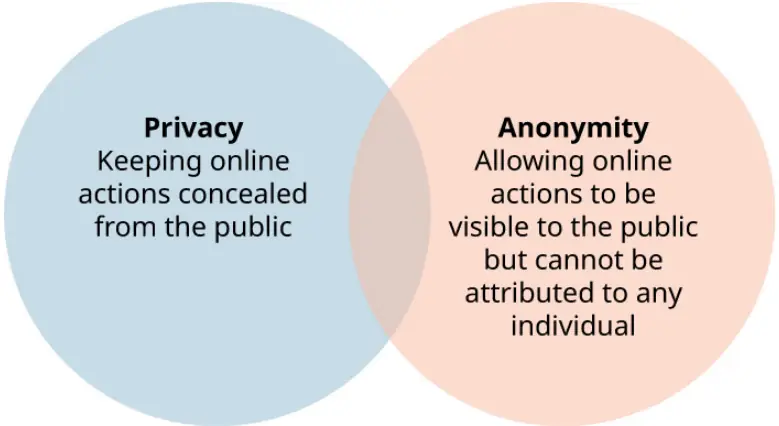 Privacy
Keeping online
actions concealed
from the public
Anonymity
Allowing online
actions to be
visible to the public
but cannot be
attributed to any
individual